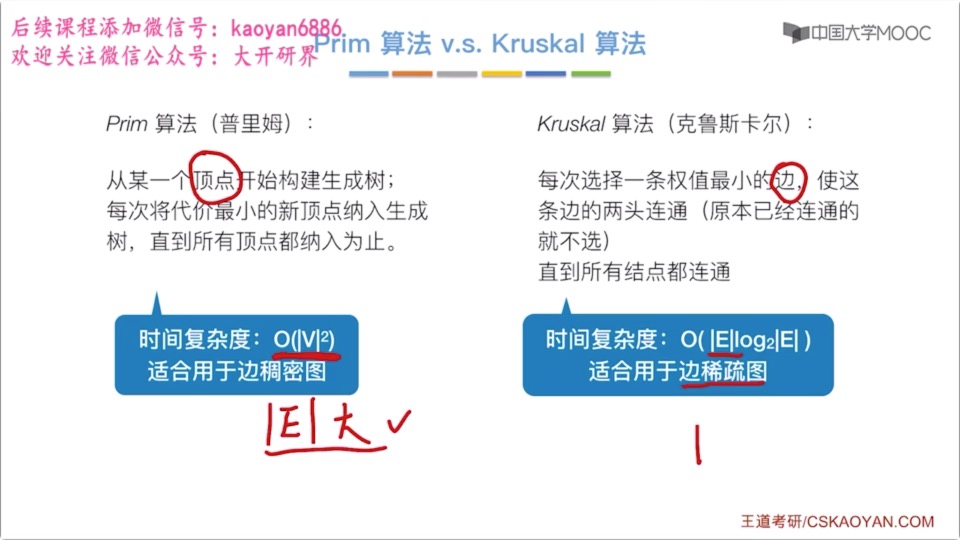 后续课程添加微信号：kaoyan6886
欢迎关注微信公众号：大开研界
Prim 算法 v.s. Kruskal 算法
中国大学MOOC
Prim 算法（普里姆）：
从某一个顶点开始构建生成树；
每次将代价最小的新顶点纳入生成
树，直到所有顶点都纳入为止。
时间复杂度：O(|V|²)
适合用于边稠密图
|E| 大 ✓
Kruskal 算法（克鲁斯卡尔）：
每次选择一条权值最小的边，使这
条边的两头连通（原本已经连通的
就不选）
直到所有结点都连通
时间复杂度：O( |E|log₂|E| )
适合用于边稀疏图
|
王道考研/CSKAOYAN.COM